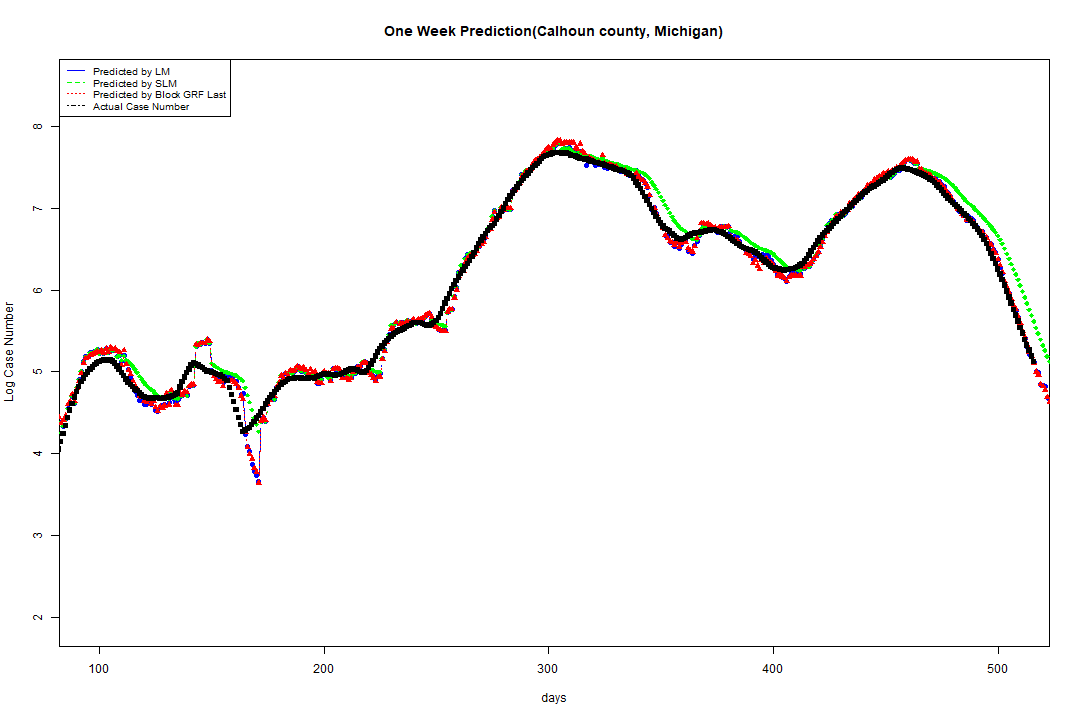 One Week Prediction(Calhoun county, Michigan)
Predicted by LM
Predicted by SLM
Predicted by Block GRF Last
Actual Case Number
8
7
6
5
4
3
2
Log Case Number
100 200 300 400 500
days